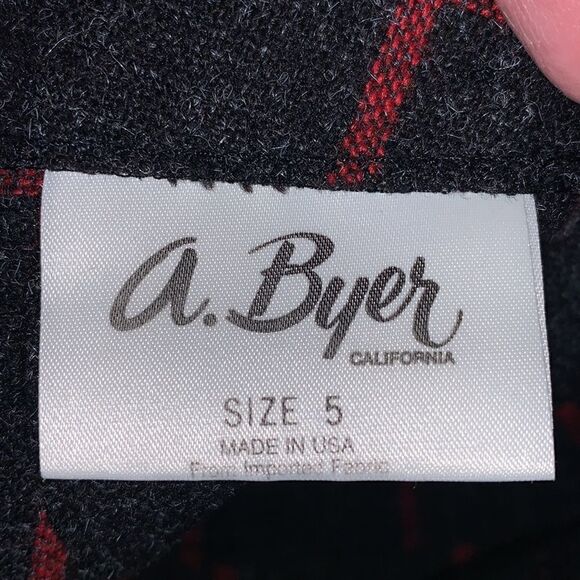 a. Byer
CALIFORNIA
SIZE 5
MADE IN USA
From Imported Fabric